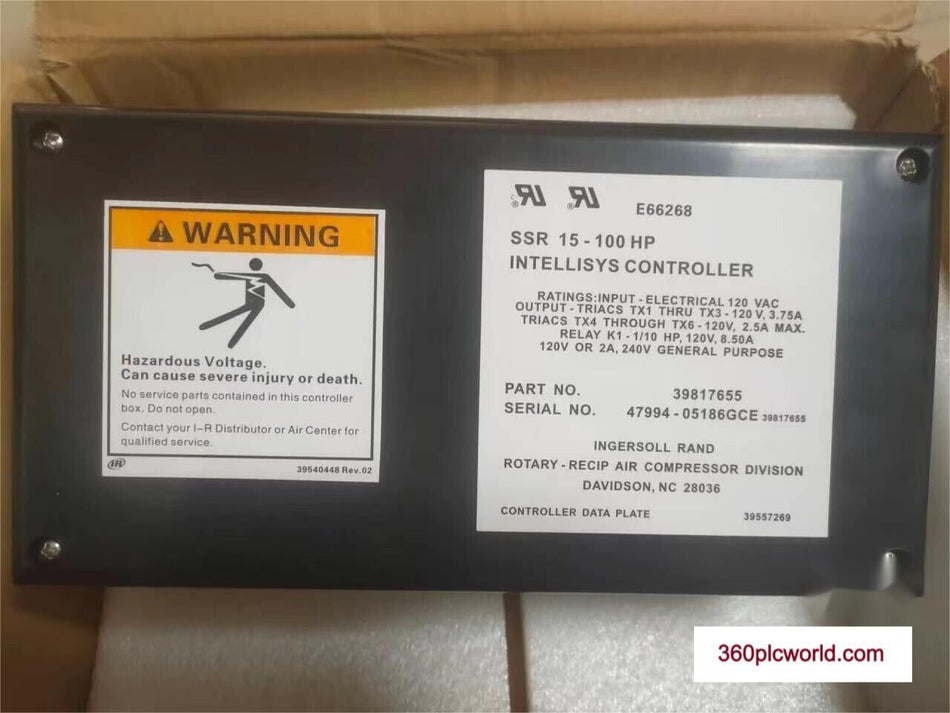 WARNING
Hazardous Voltage.
Can cause severe injury or death.
No service parts contained in this controller
box. Do not open.
Contact your I-R Distributor or Air Center for
qualified service.
IR
39540448 Rev.02
E66268
SSR 15 - 100 HP
INTELLISYS CONTROLLER
RATINGS:INPUT - ELECTRICAL 120 VAC
OUTPUT - TRIACS TX1 THRU TX3 - 120 V, 3.75A
TRIACS TX4 THROUGH TX6 - 120V, 2.5A MAX.
RELAY K1 - 1/10 HP, 120V, 8.50A
120V OR 2A, 240V GENERAL PURPOSE
PART NO. 39817655
SERIAL NO. 47994 - 05186GCE 39817655
INGERSOLL RAND
ROTARY - RECIP AIR COMPRESSOR DIVISION
DAVIDSON, NC 28036
CONTROLLER DATA PLATE 39557269
360plcworld.com